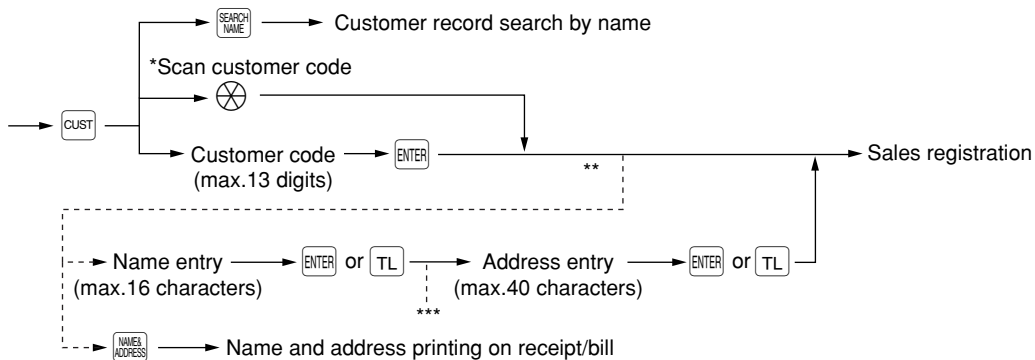 SEARCH
NAME
Customer record search by name
*Scan customer code
CUST
Customer code
(max.13 digits)
ENTER
**
Sales registration
Name entry
(max.16 characters)
ENTER or TL
***
Address entry
(max.40 characters)
ENTER or TL
NAME&
ADDRESS
Name and address printing on receipt/bill